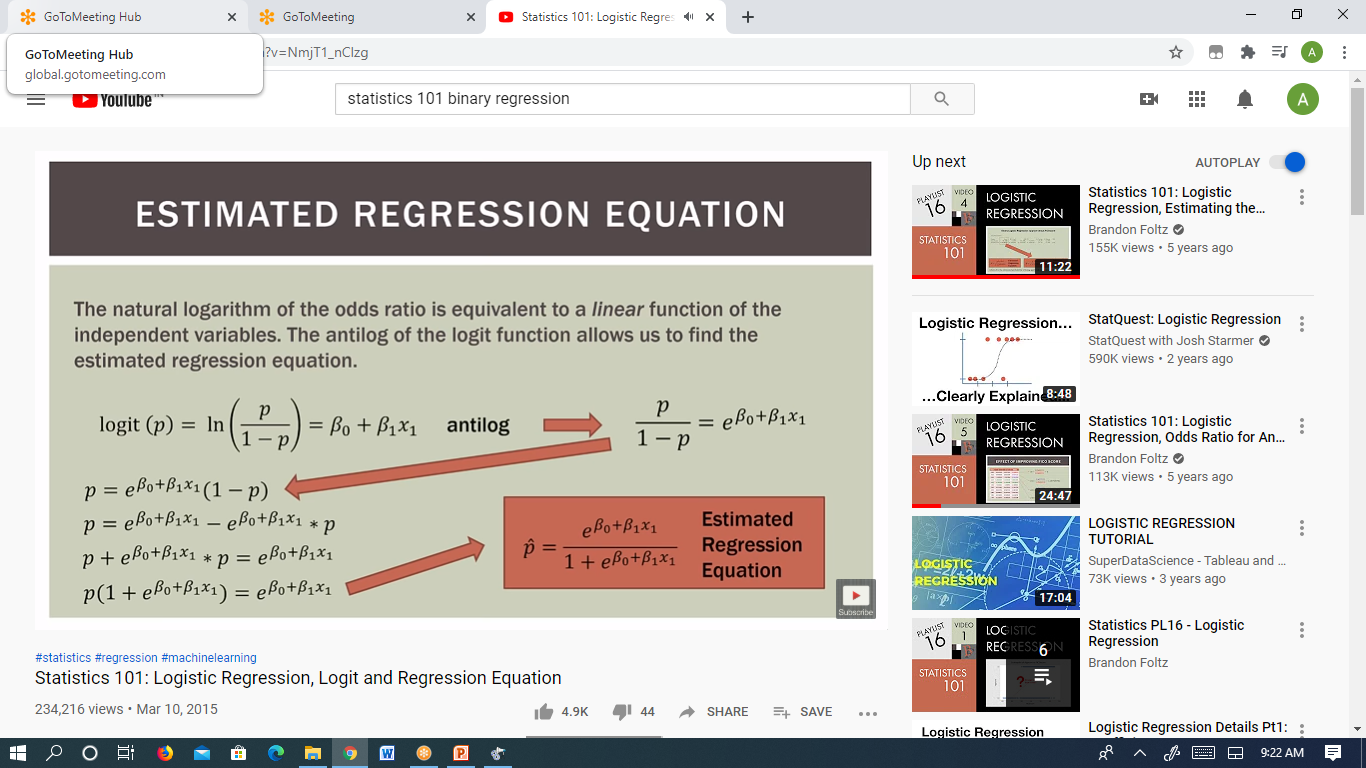 GoToMeeting Hub
GoToMeeting
Statistics 101: Logistic Regres
GoToMeeting Hub
global.gotomeeting.com
?v=NmjT1_nCIzg
A
YouTube
statistics 101 binary regression
A
ESTIMATED REGRESSION EQUATION
The natural logarithm of the odds ratio is equivalent to a linear function of the
independent variables. The antilog of the logit function allows us to find the
estimated regression equation.
logit (p) = ln(p/(1 − p)) = β₀ + β₁x₁ antilog p/(1 − p) = e^(β₀+β₁x₁)
p = e^(β₀+β₁x₁)(1 − p)
p = e^(β₀+β₁x₁) − e^(β₀+β₁x₁) ∗ p
p + e^(β₀+β₁x₁) ∗ p = e^(β₀+β₁x₁)
p(1 + e^(β₀+β₁x₁)) = e^(β₀+β₁x₁)
p̂ = e^(β₀+β₁x₁)/(1 + e^(β₀+β₁x₁))
Estimated
Regression
Equation
Subscribe
#statistics #regression #machinelearning
Statistics 101: Logistic Regression, Logit and Regression Equation
234,216 views • Mar 10, 2015
4.9K 44 SHARE SAVE
Up next
AUTOPLAY
PLAYLIST
16
VIDEO
4
LOGISTIC
REGRESSION
STATISTICS
101
11:22
Statistics 101: Logistic
Regression, Estimating the...
Brandon Foltz
155K views • 5 years ago
Logistic Regression...
...Clearly Explaine
8:48
StatQuest: Logistic Regression
StatQuest with Josh Starmer
590K views • 2 years ago
PLAYLIST
16
VIDEO
5
LOGISTIC
REGRESSION
STATISTICS
101
EFFECT OF IMPROVING FICO SCORE
24:47
Statistics 101: Logistic
Regression, Odds Ratio for An...
Brandon Foltz
113K views • 5 years ago
LOGISTIC
REGRESSION
17:04
LOGISTIC REGRESSION
TUTORIAL
SuperDataScience - Tableau and ...
73K views • 3 years ago
PLAYLIST
16
VIDEO
1
LOGISTIC
REGRESSION
STATISTICS
101
6
Statistics PL16 - Logistic
Regression
Brandon Foltz
Logistic Regression
Logistic Regression Details Pt1:
9:22 AM